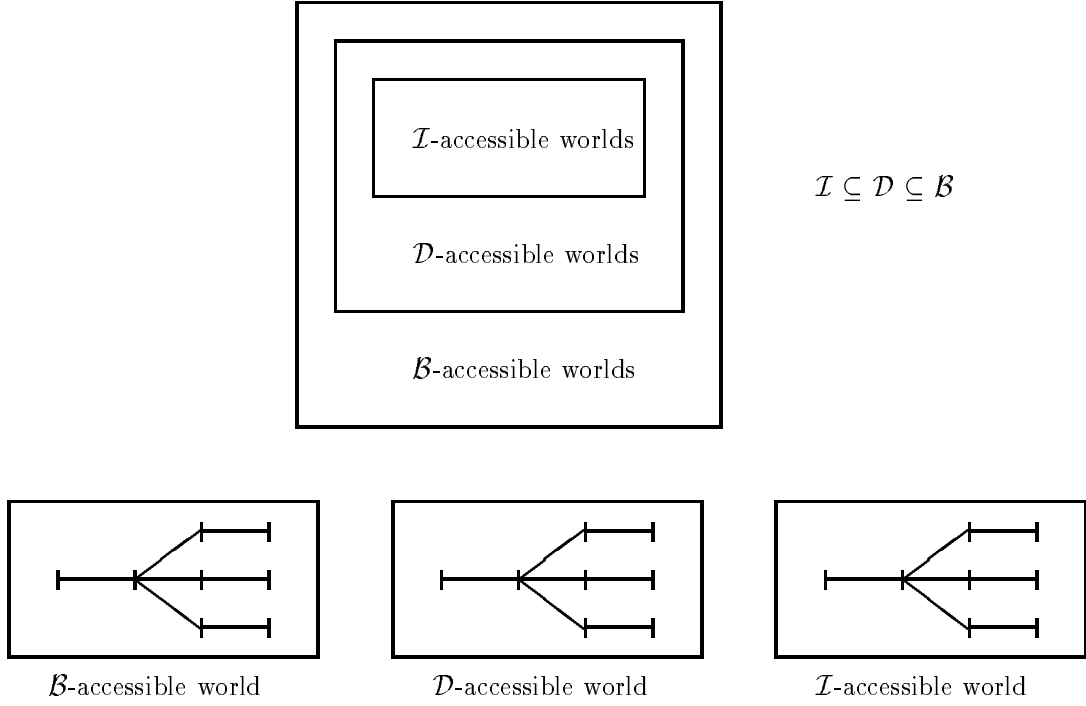 ℐ-accessible worlds
ℐ ⊆ 𝒟 ⊆ ℬ
𝒟-accessible worlds
ℬ-accessible worlds
ℬ-accessible world
𝒟-accessible world
ℐ-accessible world